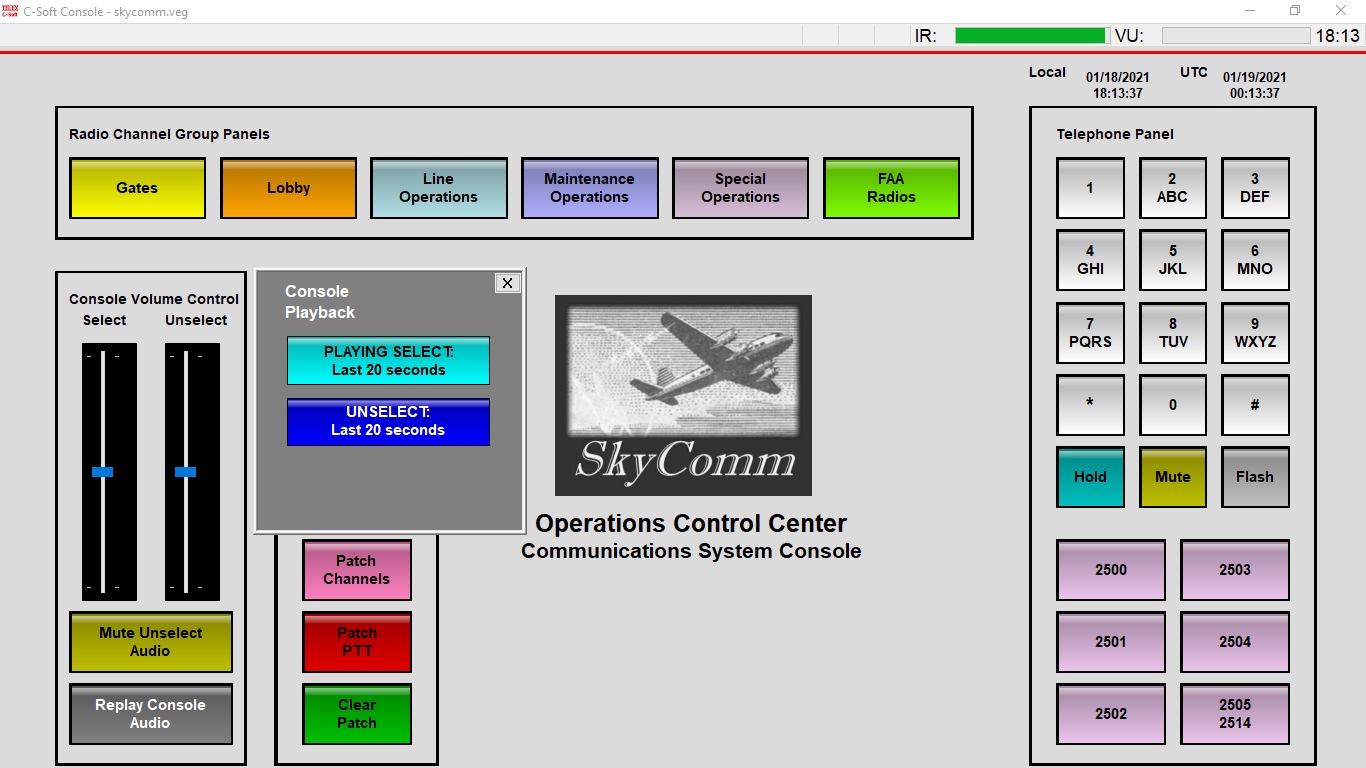 TELEX C-Soft C-Soft Console - skycomm.veg
IR: VU: 18:13
Local 01/18/2021 18:13:37 UTC 01/19/2021 00:13:37
Radio Channel Group Panels
Gates
Lobby
Line
Operations
Maintenance
Operations
Special
Operations
FAA
Radios
Console Volume Control
Select Unselect
Mute Unselect
Audio
Replay Console
Audio
Console
Playback
X
PLAYING SELECT:
Last 20 seconds
UNSELECT:
Last 20 seconds
Patch
Channels
Patch
PTT
Clear
Patch
SkyComm
Operations Control Center
Communications System Console
Telephone Panel
1
2
ABC
3
DEF
4
GHI
5
JKL
6
MNO
7
PQRS
8
TUV
9
WXYZ
*
0
#
Hold
Mute
Flash
2500
2503
2501
2504
2502
2505
2514